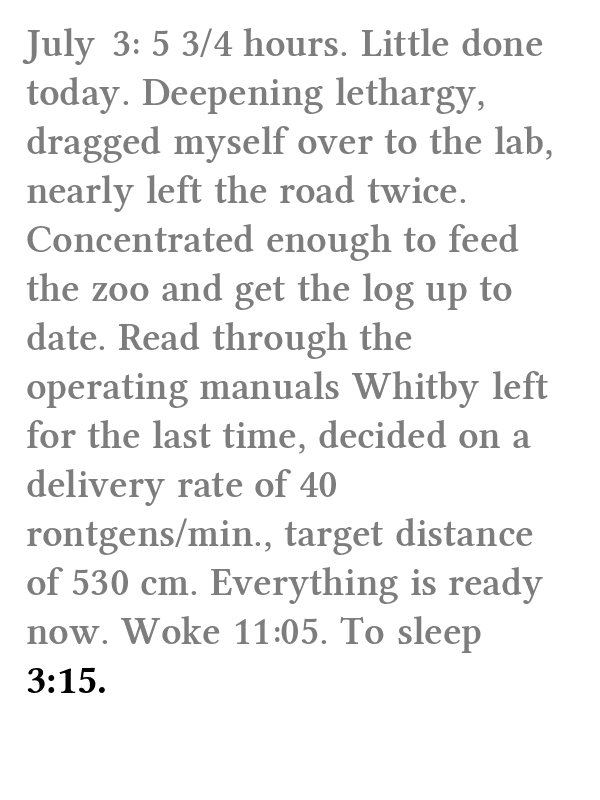 July 3: 5 3/4 hours. Little done
today. Deepening lethargy,
dragged myself over to the lab,
nearly left the road twice.
Concentrated enough to feed
the zoo and get the log up to
date. Read through the
operating manuals Whitby left
for the last time, decided on a
delivery rate of 40
rontgens/min., target distance
of 530 cm. Everything is ready
now. Woke 11:05. To sleep
3:15.